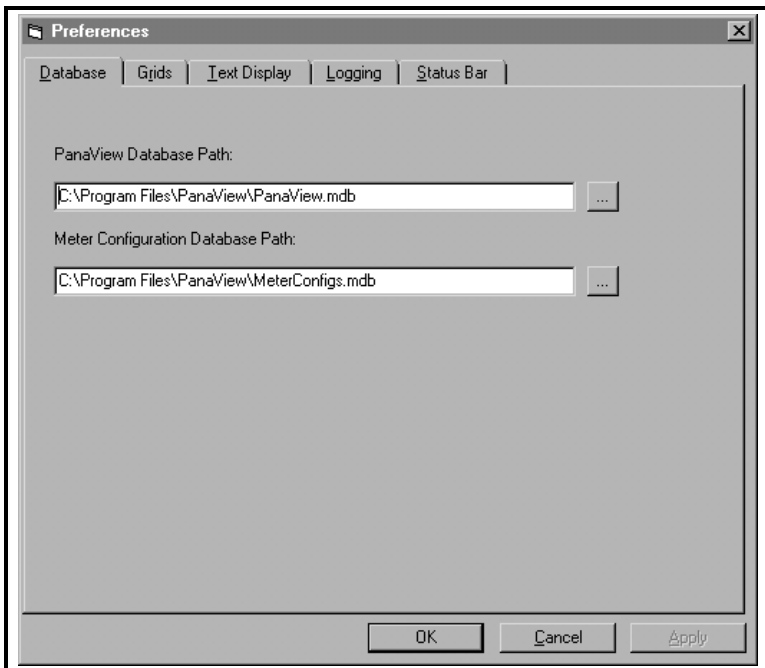 Preferences
Database Grids Text Display Logging Status Bar
PanaView Database Path:
C:\Program Files\PanaView\PanaView.mdb ...
Meter Configuration Database Path:
C:\Program Files\PanaView\MeterConfigs.mdb ...
OK Cancel Apply